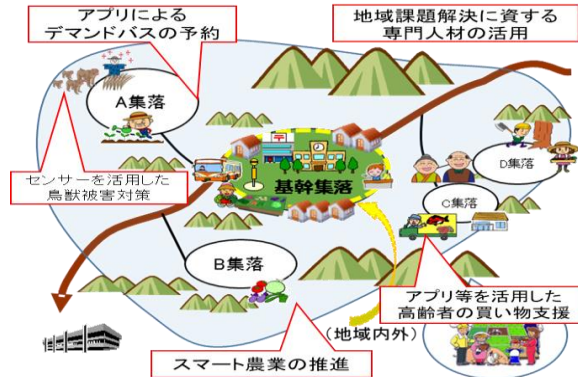 アプリによる
デマンドバスの予約
地域課題解決に資する
専門人材の活用
A集落
センサーを活用した
鳥獣被害対策
基幹集落
D集落
C集落
B集落
アプリ等を活用した
高齢者の買い物支援
(地域内外)
スマート農業の推進